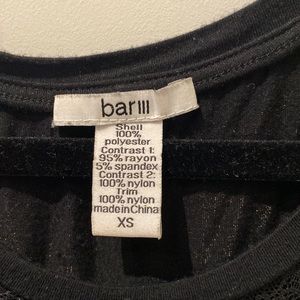 bar III
Shell
100%
polyester
Contrast 1:
95% rayon
5% spandex
Contrast 2:
100% nylon
Trim
100% nylon
made in China
XS